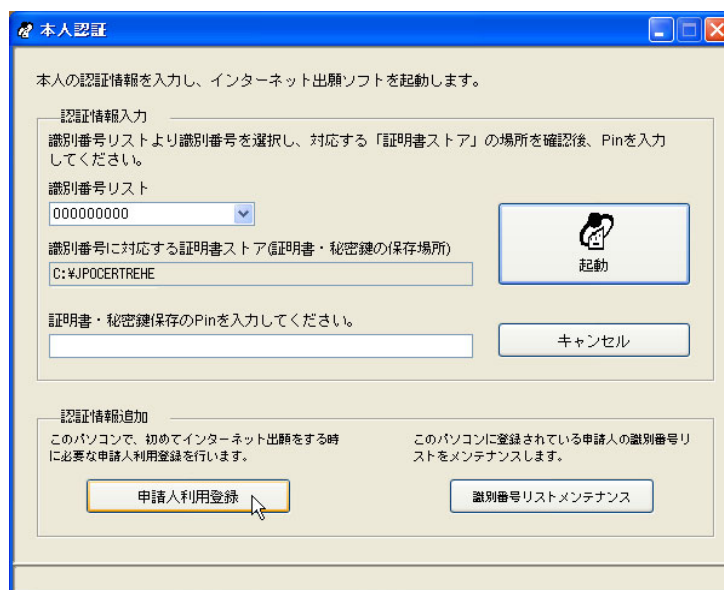 本人認証
本人の認証情報を入力し、インターネット出願ソフトを起動します。
認証情報入力
識別番号リストより識別番号を選択し、対応する「証明書ストア」の場所を確認後、Pinを入力
してください。
識別番号リスト
000000000
起動
識別番号に対応する証明書ストア(証明書・秘密鍵の保存場所)
C:¥JPOCERTREHE
証明書・秘密鍵保存のPinを入力してください。
キャンセル
認証情報追加
このパソコンで、初めてインターネット出願をする時
に必要な申請人利用登録を行います。
申請人利用登録
このパソコンに登録されている申請人の識別番号リ
ストをメンテナンスします。
識別番号リストメンテナンス